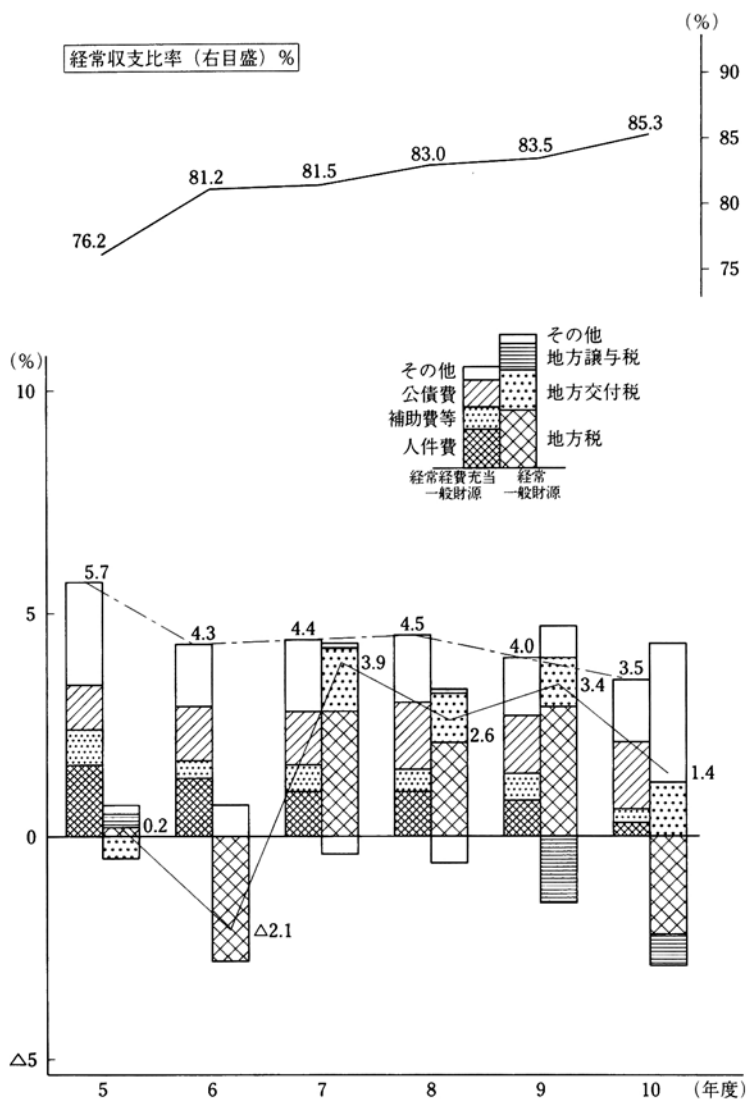 (%)
経常収支比率（右目盛）%
90
85.3
85
83.5
83.0
81.5
81.2
80
76.2
75
その他
(%)
地方譲与税
その他
10
公債費
地方交付税
補助費等
人件費
地方税
経常経費充当
一般財源
経常
一般財源
5.7
5
4.3
4.4
4.5
4.0
3.5
3.9
3.4
2.6
1.4
0
0.2
△2.1
△5
5
6
7
8
9
10
(年度)